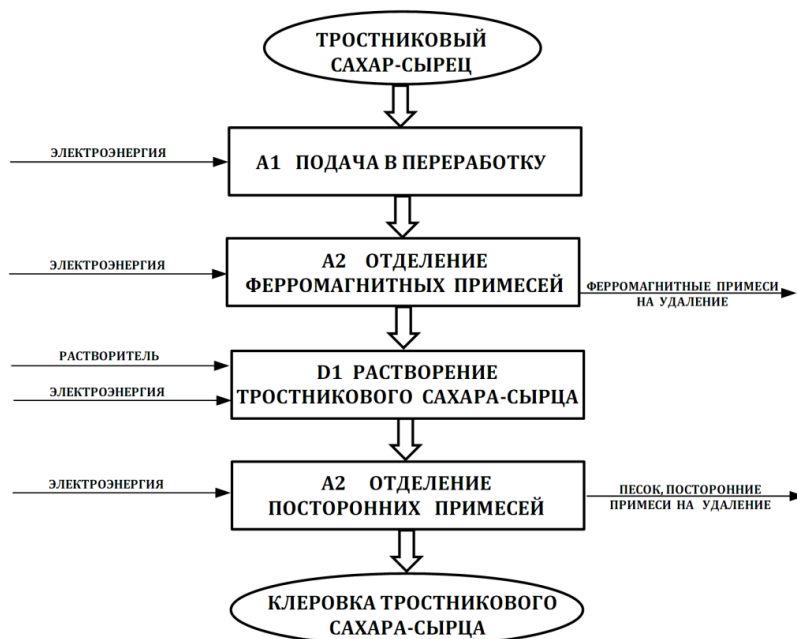 ТРОСТНИКОВЫЙ
САХАР-СЫРЕЦ
ЭЛЕКТРОЭНЕРГИЯ
А1 ПОДАЧА В ПЕРЕРАБОТКУ
ЭЛЕКТРОЭНЕРГИЯ
А2 ОТДЕЛЕНИЕ
ФЕРРОМАГНИТНЫХ ПРИМЕСЕЙ
ФЕРРОМАГНИТНЫЕ ПРИМЕСИ
НА УДАЛЕНИЕ
РАСТВОРИТЕЛЬ
ЭЛЕКТРОЭНЕРГИЯ
D1 РАСТВОРЕНИЕ
ТРОСТНИКОВОГО САХАРА-СЫРЦА
ЭЛЕКТРОЭНЕРГИЯ
А2 ОТДЕЛЕНИЕ
ПОСТОРОННИХ ПРИМЕСЕЙ
ПЕСОК, ПОСТОРОННИЕ
ПРИМЕСИ НА УДАЛЕНИЕ
КЛЕРОВКА ТРОСТНИКОВОГО
САХАРА-СЫРЦА